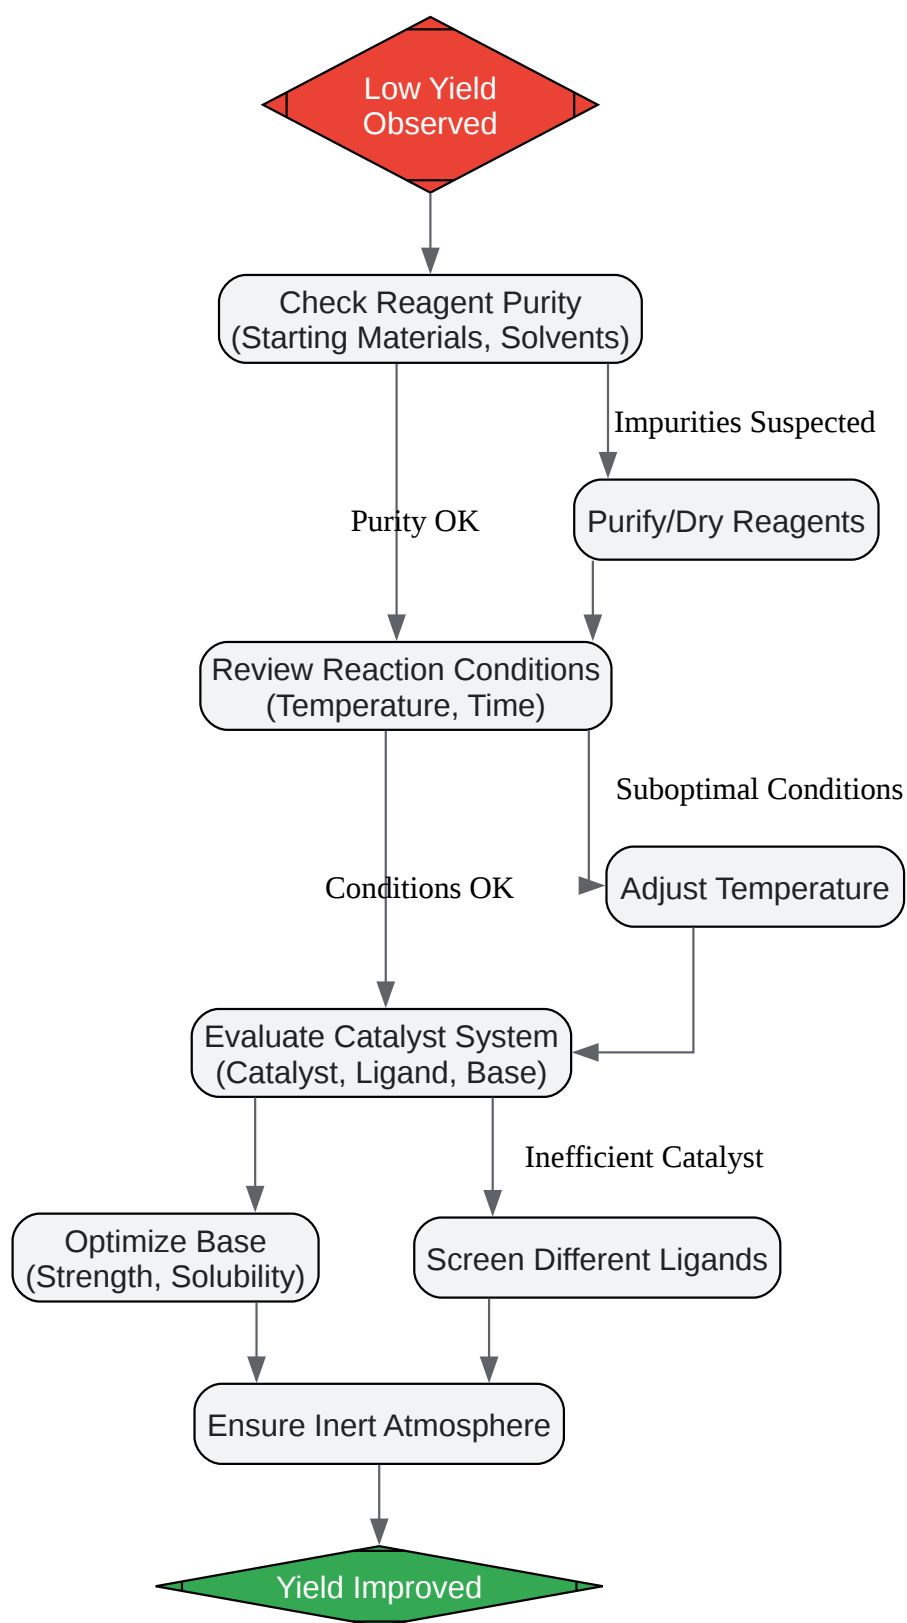 Low Yield
Observed
Check Reagent Purity
(Starting Materials, Solvents)
Impurities Suspected
Purity OK
Purify/Dry Reagents
Review Reaction Conditions
(Temperature, Time)
Suboptimal Conditions
Conditions OK
Adjust Temperature
Evaluate Catalyst System
(Catalyst, Ligand, Base)
Inefficient Catalyst
Optimize Base
(Strength, Solubility)
Screen Different Ligands
Ensure Inert Atmosphere
Yield Improved